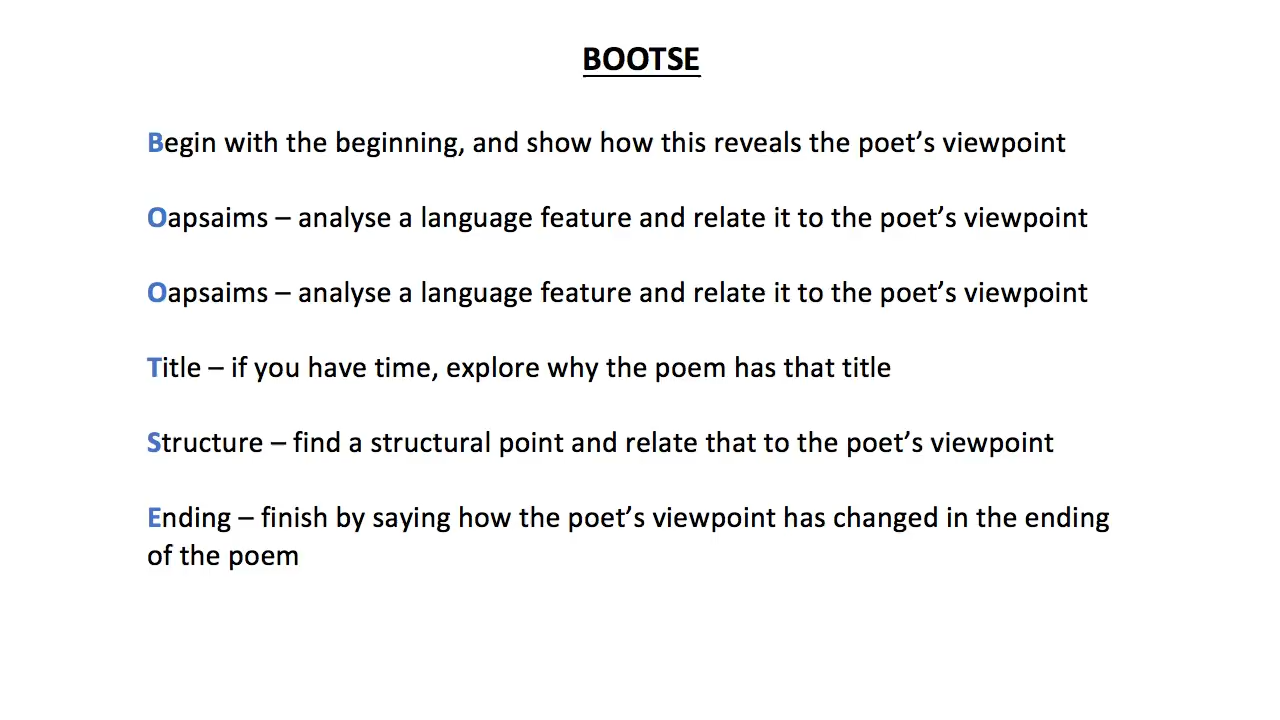 BOOTSE
Begin with the beginning, and show how this reveals the poet’s viewpoint
Oapsaims – analyse a language feature and relate it to the poet’s viewpoint
Oapsaims – analyse a language feature and relate it to the poet’s viewpoint
Title – if you have time, explore why the poem has that title
Structure – find a structural point and relate that to the poet’s viewpoint
Ending – finish by saying how the poet’s viewpoint has changed in the ending
of the poem